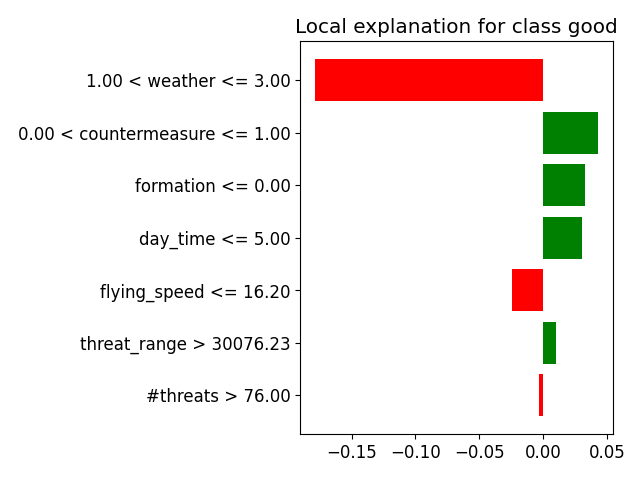 Local explanation for class good
1.00 < weather <= 3.00
0.00 < countermeasure <= 1.00
formation <= 0.00
day_time <= 5.00
flying_speed <= 16.20
threat_range > 30076.23
#threats > 76.00
−0.15 −0.10 −0.05 0.00 0.05